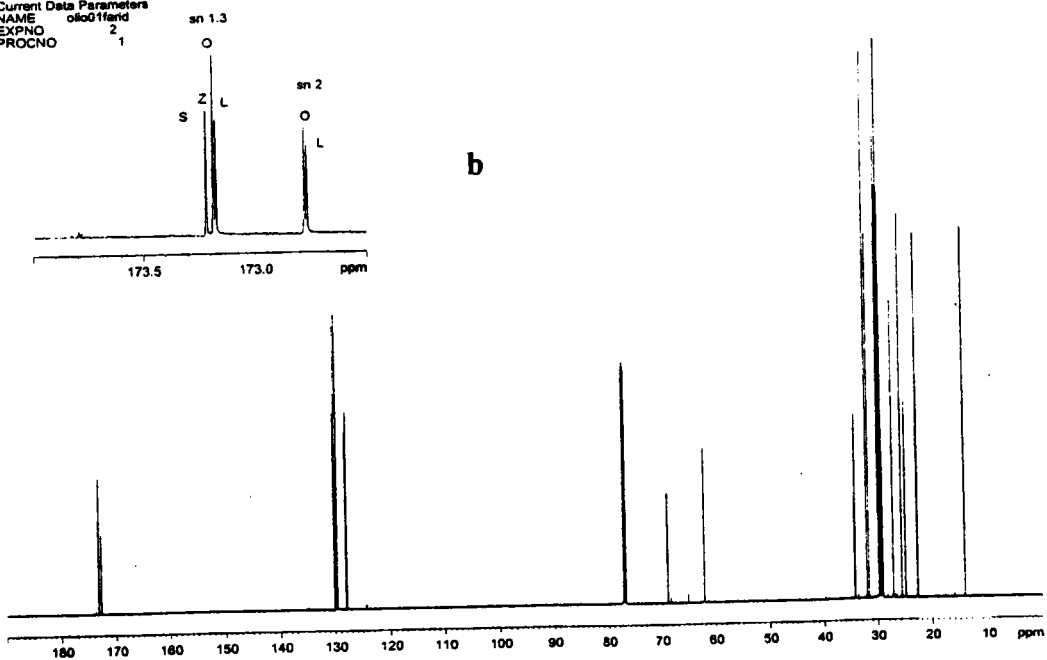 Current Data Parameters
NAME olio01farid
EXPNO 2
PROCNO 1
sn 1.3
O
S Z L
sn 2
O
L
b
173.5 173.0 ppm
180 170 160 150 140 130 120 110 100 90 80 70 60 50 40 30 20 10 ppm